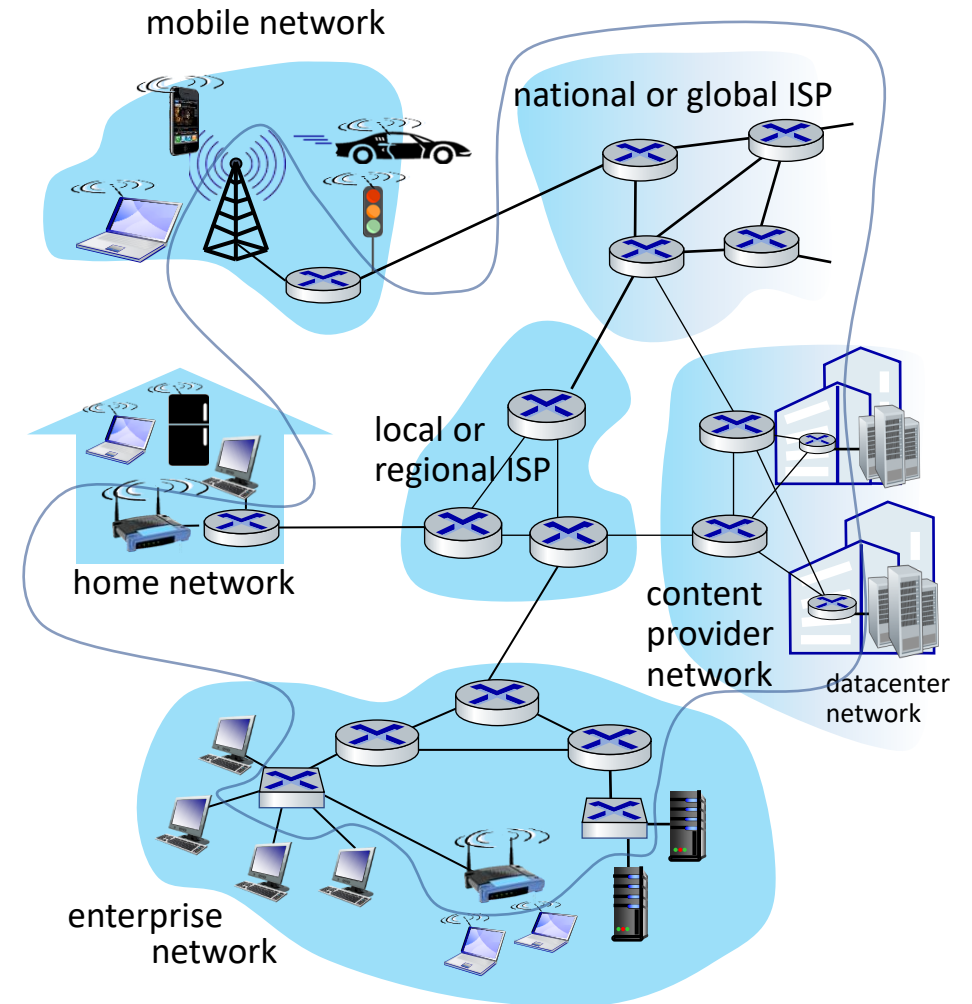 mobile network
national or global ISP
local or
regional ISP
home network
content
provider
network
datacenter
network
enterprise
network